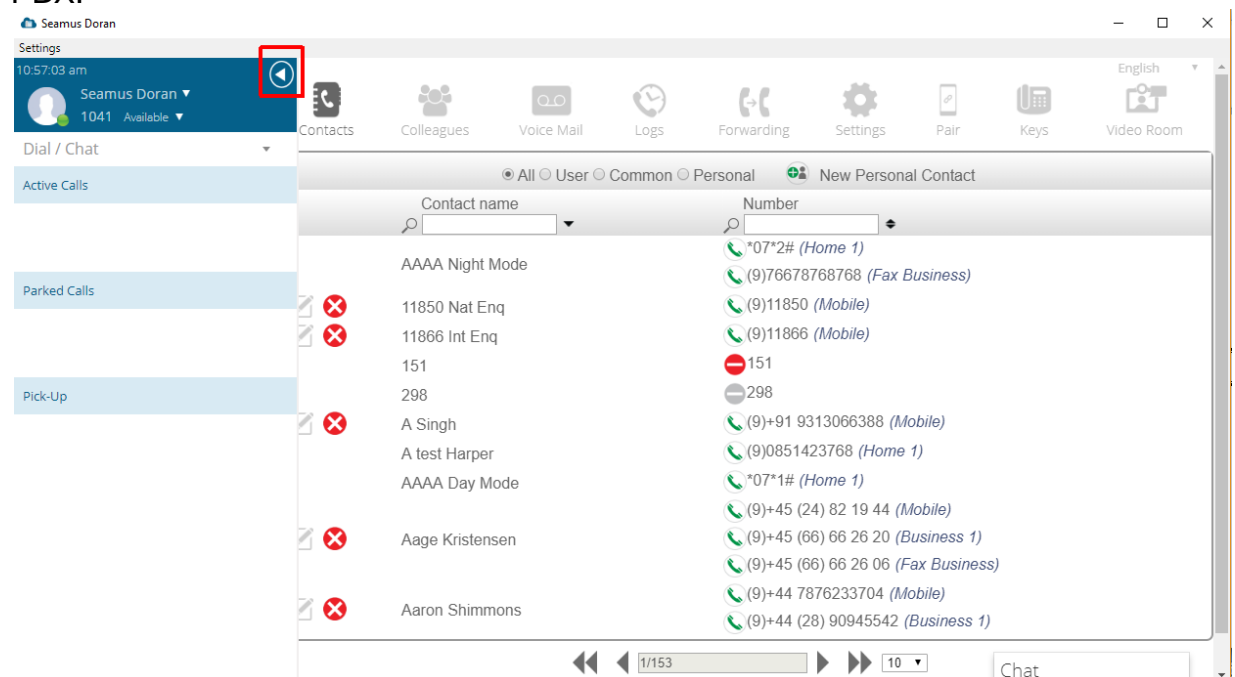 Seamus Doran
Settings
10:57:03 am
Seamus Doran
1041 Available
Dial / Chat
Active Calls
Parked Calls
Pick-Up
English
Contacts Colleagues Voice Mail Logs Forwarding Settings Pair Keys Video Room
All User Common Personal New Personal Contact
Contact name Number
AAAA Night Mode
*07*2# (Home 1)
(9)76678768768 (Fax Business)
11850 Nat Enq (9)11850 (Mobile)
11866 Int Enq (9)11866 (Mobile)
151 151
298 298
A Singh (9)+91 9313066388 (Mobile)
A test Harper (9)0851423768 (Home 1)
AAAA Day Mode *07*1# (Home 1)
Aage Kristensen
(9)+45 (24) 82 19 44 (Mobile)
(9)+45 (66) 66 26 20 (Business 1)
(9)+45 (66) 66 26 06 (Fax Business)
Aaron Shimmons
(9)+44 7876233704 (Mobile)
(9)+44 (28) 90945542 (Business 1)
1/153 10
Chat